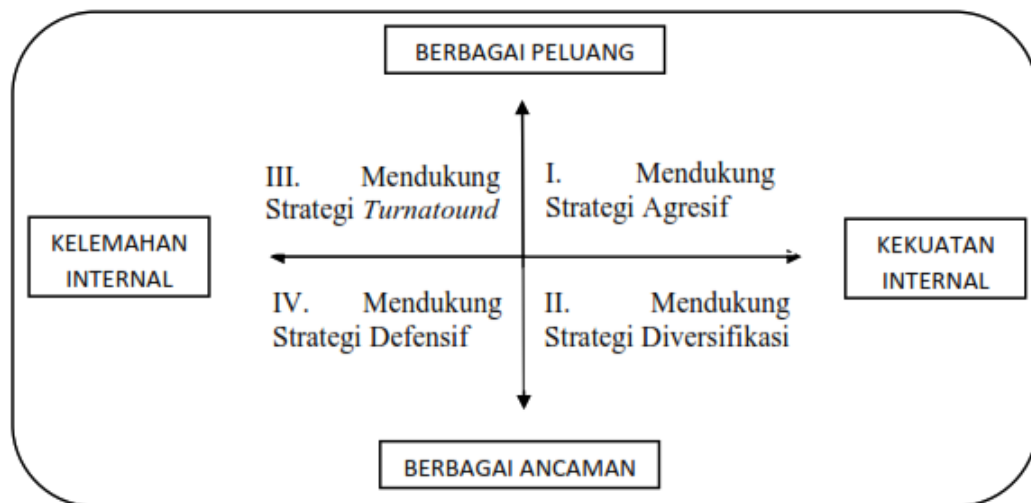 BERBAGAI PELUANG
III. Mendukung
Strategi Turnatound
I. Mendukung
Strategi Agresif
KELEMAHAN
INTERNAL
KEKUATAN
INTERNAL
IV. Mendukung
Strategi Defensif
II. Mendukung
Strategi Diversifikasi
BERBAGAI ANCAMAN